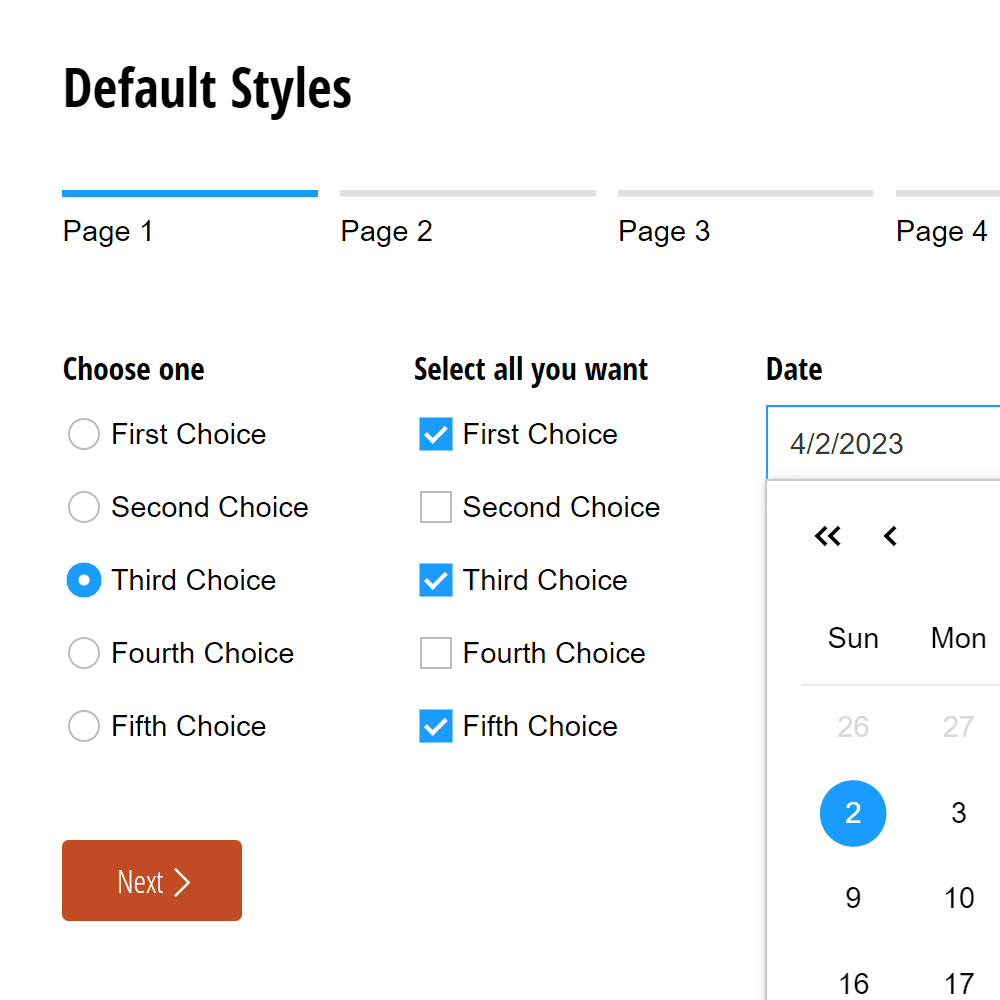 Default Styles
Page 1
Page 2
Page 3
Page 4
Choose one
First Choice
Second Choice
Third Choice
Fourth Choice
Fifth Choice
Select all you want
First Choice
Second Choice
Third Choice
Fourth Choice
Fifth Choice
Date
4/2/2023
Sun Mon
26 27
2 3
9 10
16 17
Next